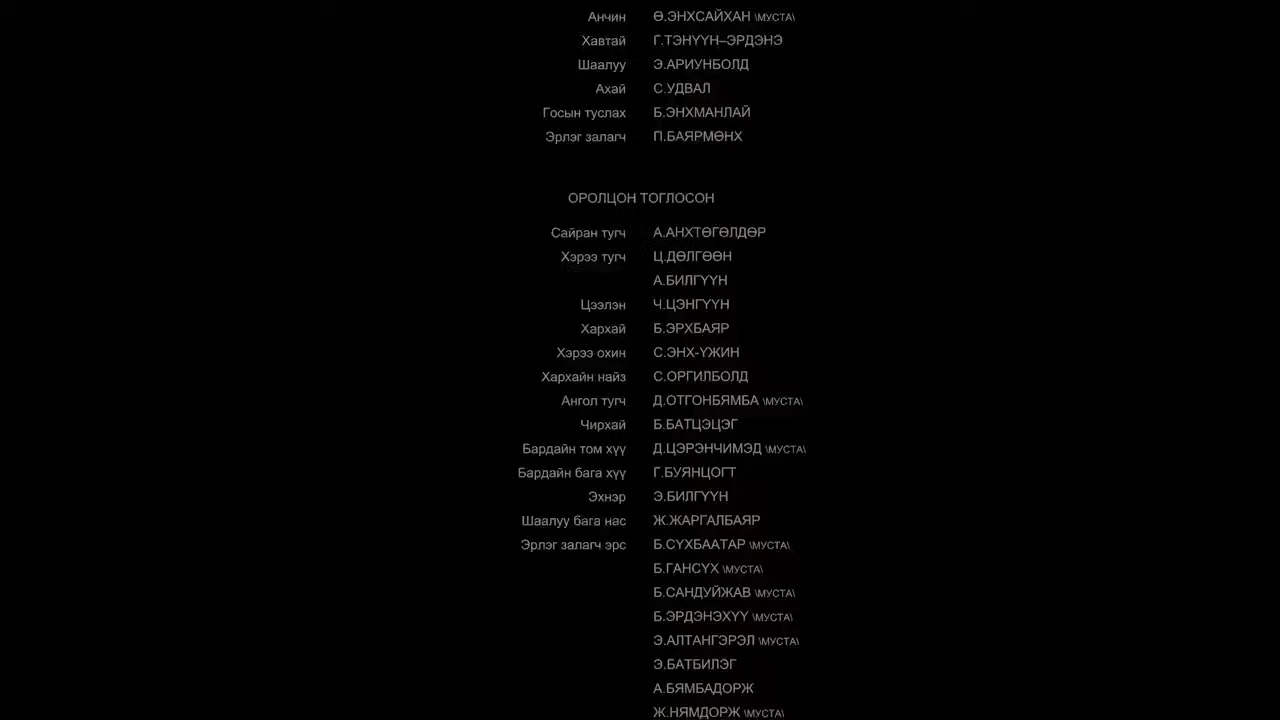 Анчин Ө.ЭНХСАЙХАН \МУСТА\
Хавтай Г.ТЭНҮҮН–ЭРДЭНЭ
Шаалуу Э.АРИУНБОЛД
Ахай С.УДВАЛ
Госын туслах Б.ЭНХМАНЛАЙ
Эрлэг залагч П.БАЯРМӨНХ
ОРОЛЦОН ТОГЛОСОН
Сайран тугч А.АНХТӨГӨЛДӨР
Хэрээ тугч Ц.ДӨЛГӨӨН
А.БИЛГҮҮН
Цээлэн Ч.ЦЭНГҮҮН
Хархай Б.ЭРХБАЯР
Хэрээ охин С.ЭНХ-ҮЖИН
Хархайн найз С.ОРГИЛБОЛД
Ангол тугч Д.ОТГОНБЯМБА \МУСТА\
Чирхай Б.БАТЦЭЦЭГ
Бардайн том хүү Д.ЦЭРЭНЧИМЭД \МУСТА\
Бардайн бага хүү Г.БУЯНЦОГТ
Эхнэр Э.БИЛГҮҮН
Шаалуу бага нас Ж.ЖАРГАЛБАЯР
Эрлэг залагч эрс Б.СҮХБААТАР \МУСТА\
Б.ГАНСҮХ \МУСТА\
Б.САНДУЙЖАВ \МУСТА\
Б.ЭРДЭНЭХҮҮ \МУСТА\
Э.АЛТАНГЭРЭЛ \МУСТА\
Э.БАТБИЛЭГ
А.БЯМБАДОРЖ
Ж.НЯМДОРЖ \МУСТА\